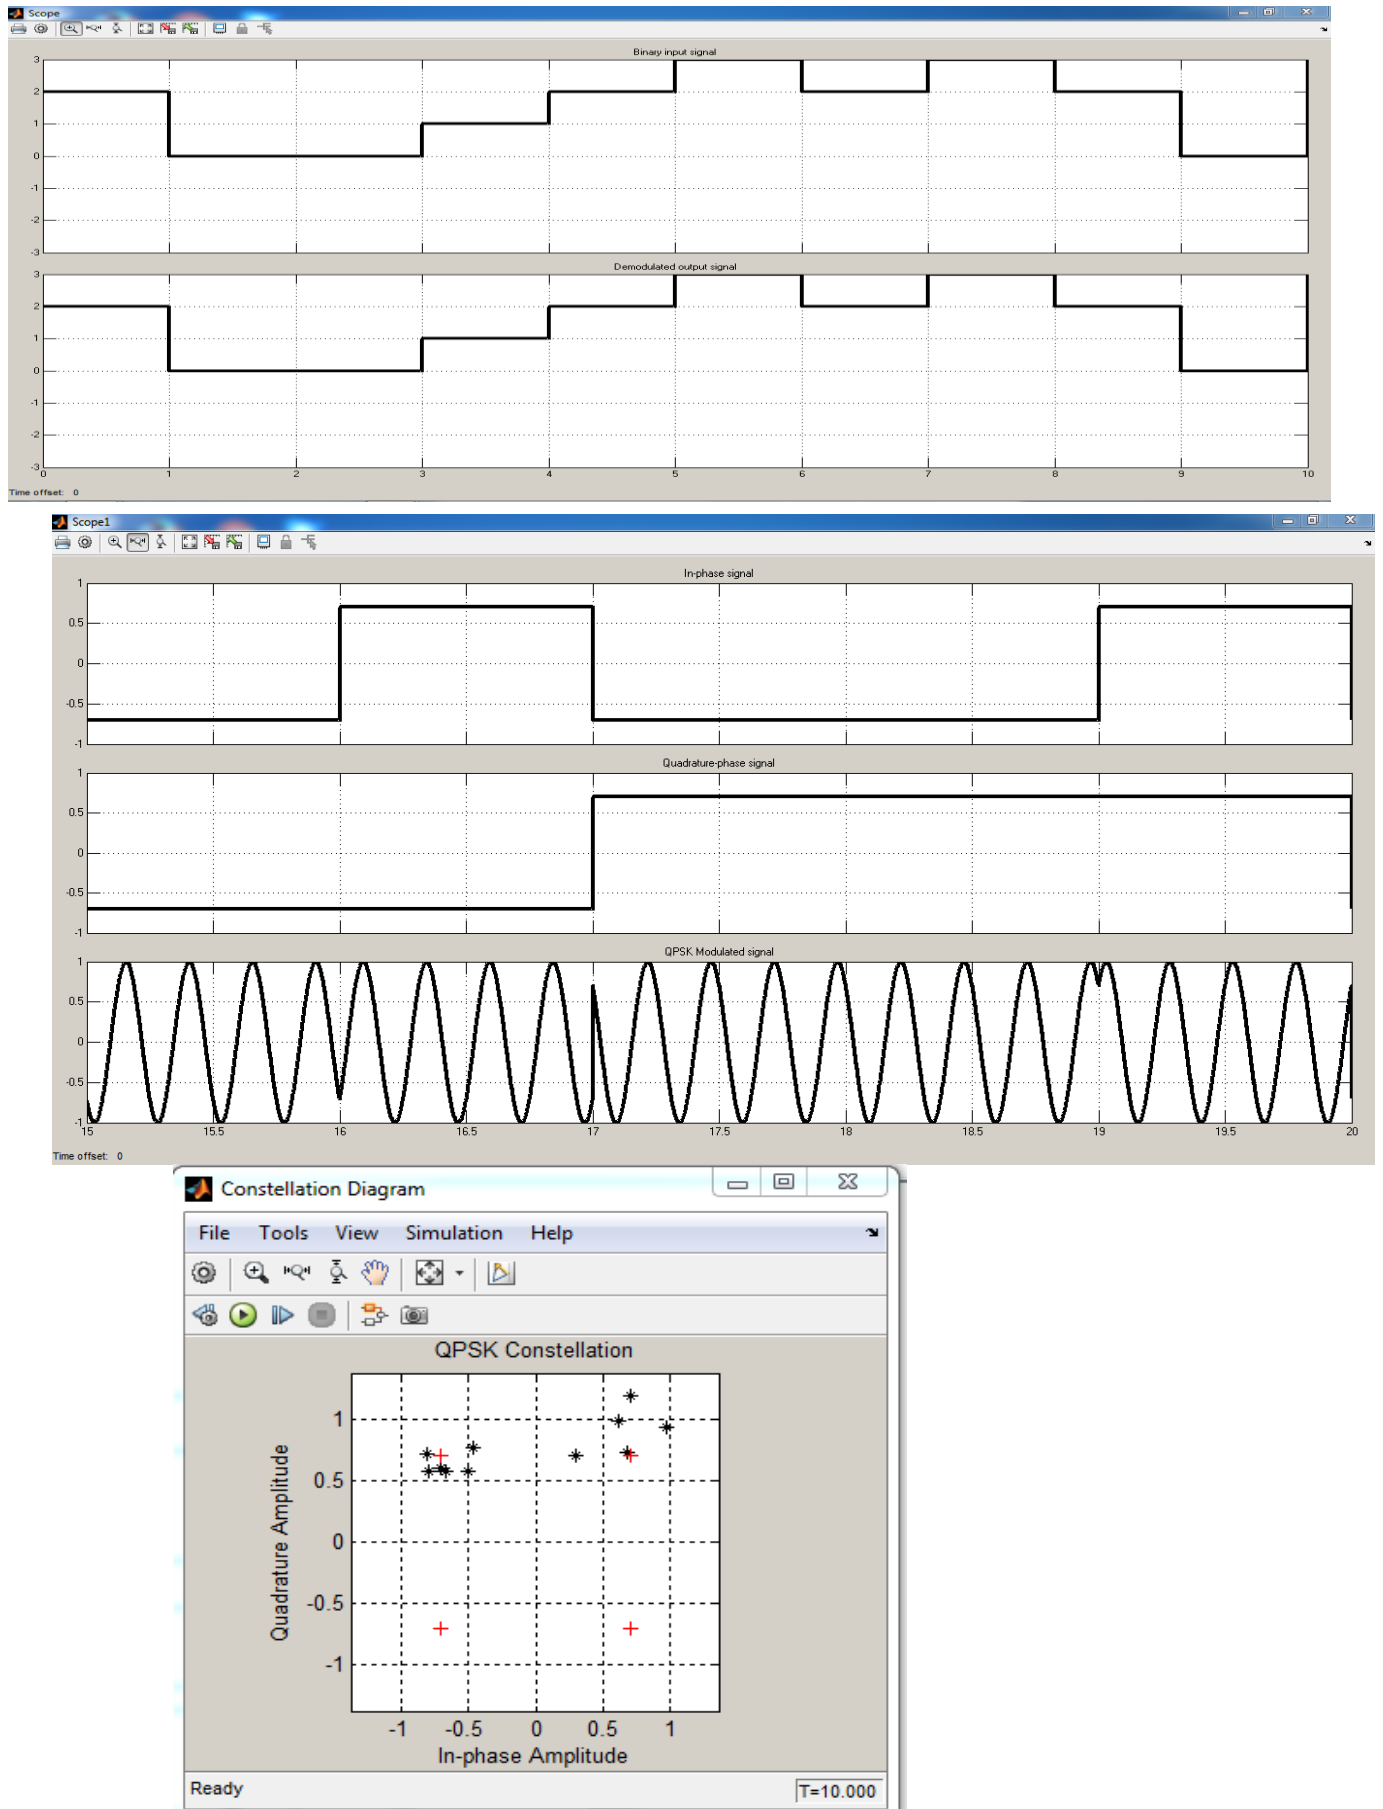 Scope
Binary input signal
3
2
1
0
-1
-2
-3
Demodulated output signal
3
2
1
0
-1
-2
-3
0 1 2 3 4 5 6 7 8 9 10
Time offset: 0
Scope1
In-phase signal
1
0.5
0
-0.5
-1
Quadrature-phase signal
1
0.5
0
-0.5
-1
QPSK Modulated signal
1
0.5
0
-0.5
-1
15 15.5 16 16.5 17 17.5 18 18.5 19 19.5 20
Time offset: 0
Constellation Diagram
File Tools View Simulation Help
QPSK Constellation
Quadrature Amplitude
1
0.5
0
-0.5
-1
-1 -0.5 0 0.5 1
In-phase Amplitude
Ready T=10.000